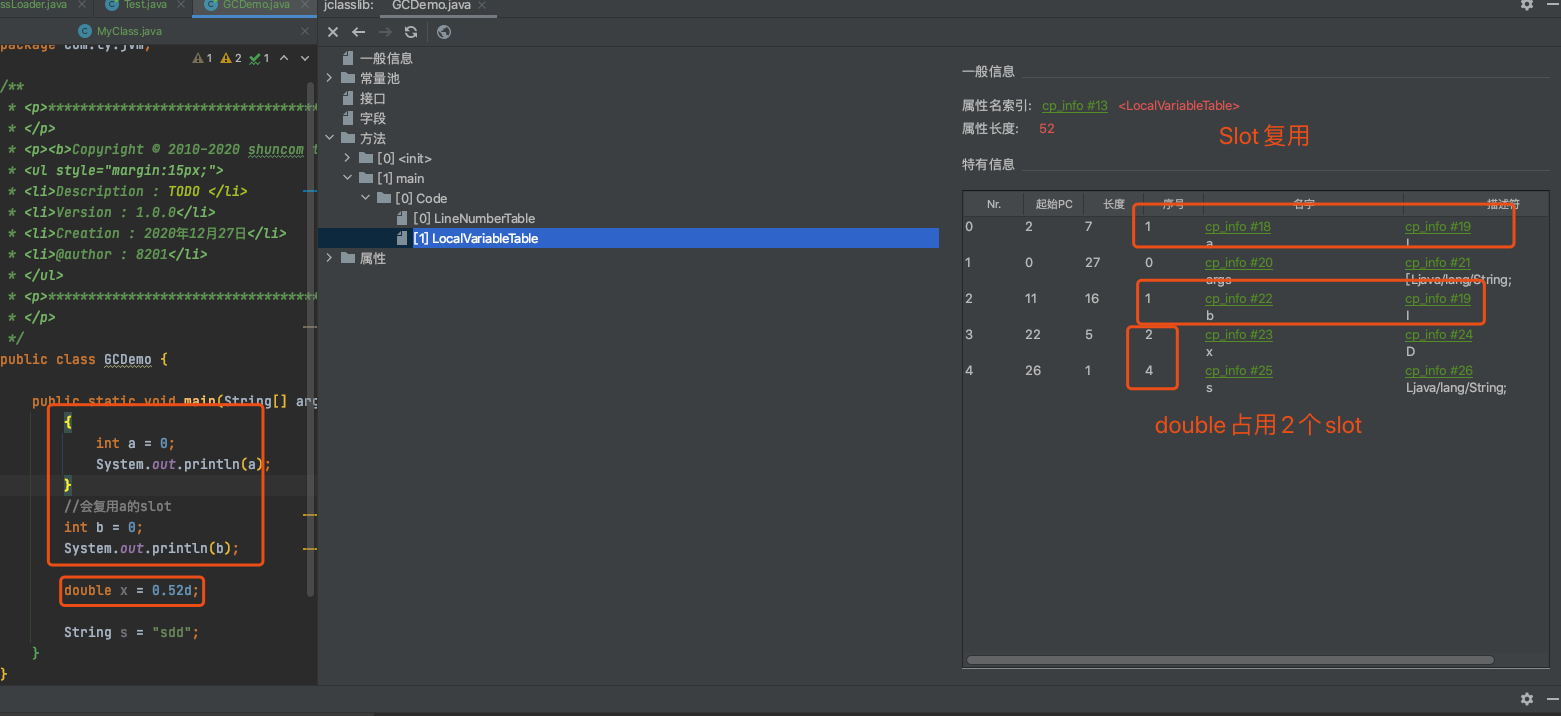 ssLoader.java
Test.java
GCDemo.java
MyClass.java
package com.ty.jvm;
1 2 1
/**
* <p>**********************************
* </p>
* <p><b>Copyright © 2010-2020 shuncom
* <ul style="margin:15px;">
* <li>Description : TODO </li>
* <li>Version : 1.0.0</li>
* <li>Creation : 2020年12月27日</li>
* <li>@author : 8201</li>
* </ul>
* <p>**********************************
* </p>
*/
public class GCDemo {
public static void main(String[] arg
{
int a = 0;
System.out.println(a);
}
//会复用a的slot
int b = 0;
System.out.println(b);
double x = 0.52d;
String s = "sdd";
}
}
jclasslib:
GCDemo.java
一般信息
常量池
接口
字段
方法
[0] <init>
[1] main
[0] Code
[0] LineNumberTable
[1] LocalVariableTable
属性
一般信息
属性名索引: cp_info #13 <LocalVariableTable>
属性长度: 52
Slot 复用
特有信息
Nr. 起始PC 长度 序号 名字 描述符
0 2 7 1 cp_info #18 cp_info #19
a I
1 0 27 0 cp_info #20 cp_info #21
args [Ljava/lang/String;
2 11 16 1 cp_info #22 cp_info #19
b I
3 22 5 2 cp_info #23 cp_info #24
x D
4 26 1 4 cp_info #25 cp_info #26
s Ljava/lang/String;
double 占用 2 个 slot